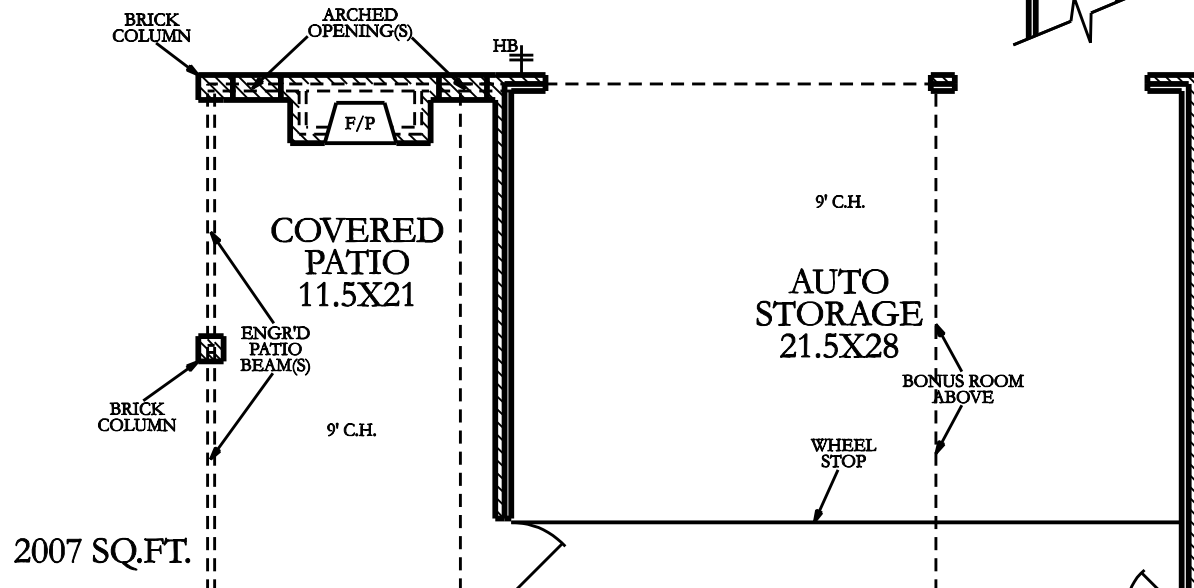 BRICK
COLUMN
ARCHED
OPENING(S)
HB
F/P
9' C.H.
COVERED
PATIO
11.5X21
AUTO
STORAGE
21.5X28
ENGR'D
PATIO
BEAM(S)
BONUS ROOM
ABOVE
BRICK
COLUMN
9' C.H.
WHEEL
STOP
2007 SQ.FT.